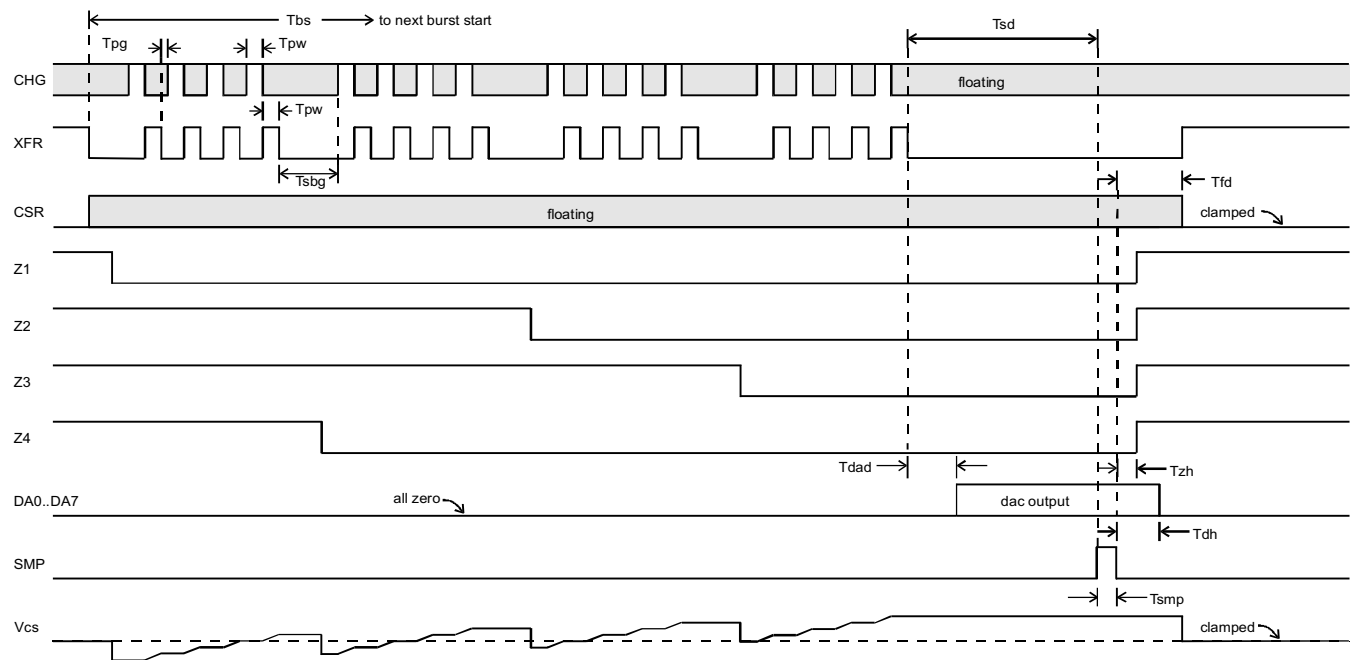 Tbs
to next burst start
Tsd
Tpg
Tpw
CHG
floating
Tpw
XFR
Tsbg
Tfd
CSR
floating
clamped
Z1
Z2
Z3
Z4
Tdad
Tzh
DA0..DA7
all zero
dac output
Tdh
SMP
Tsmp
Vcs
clamped